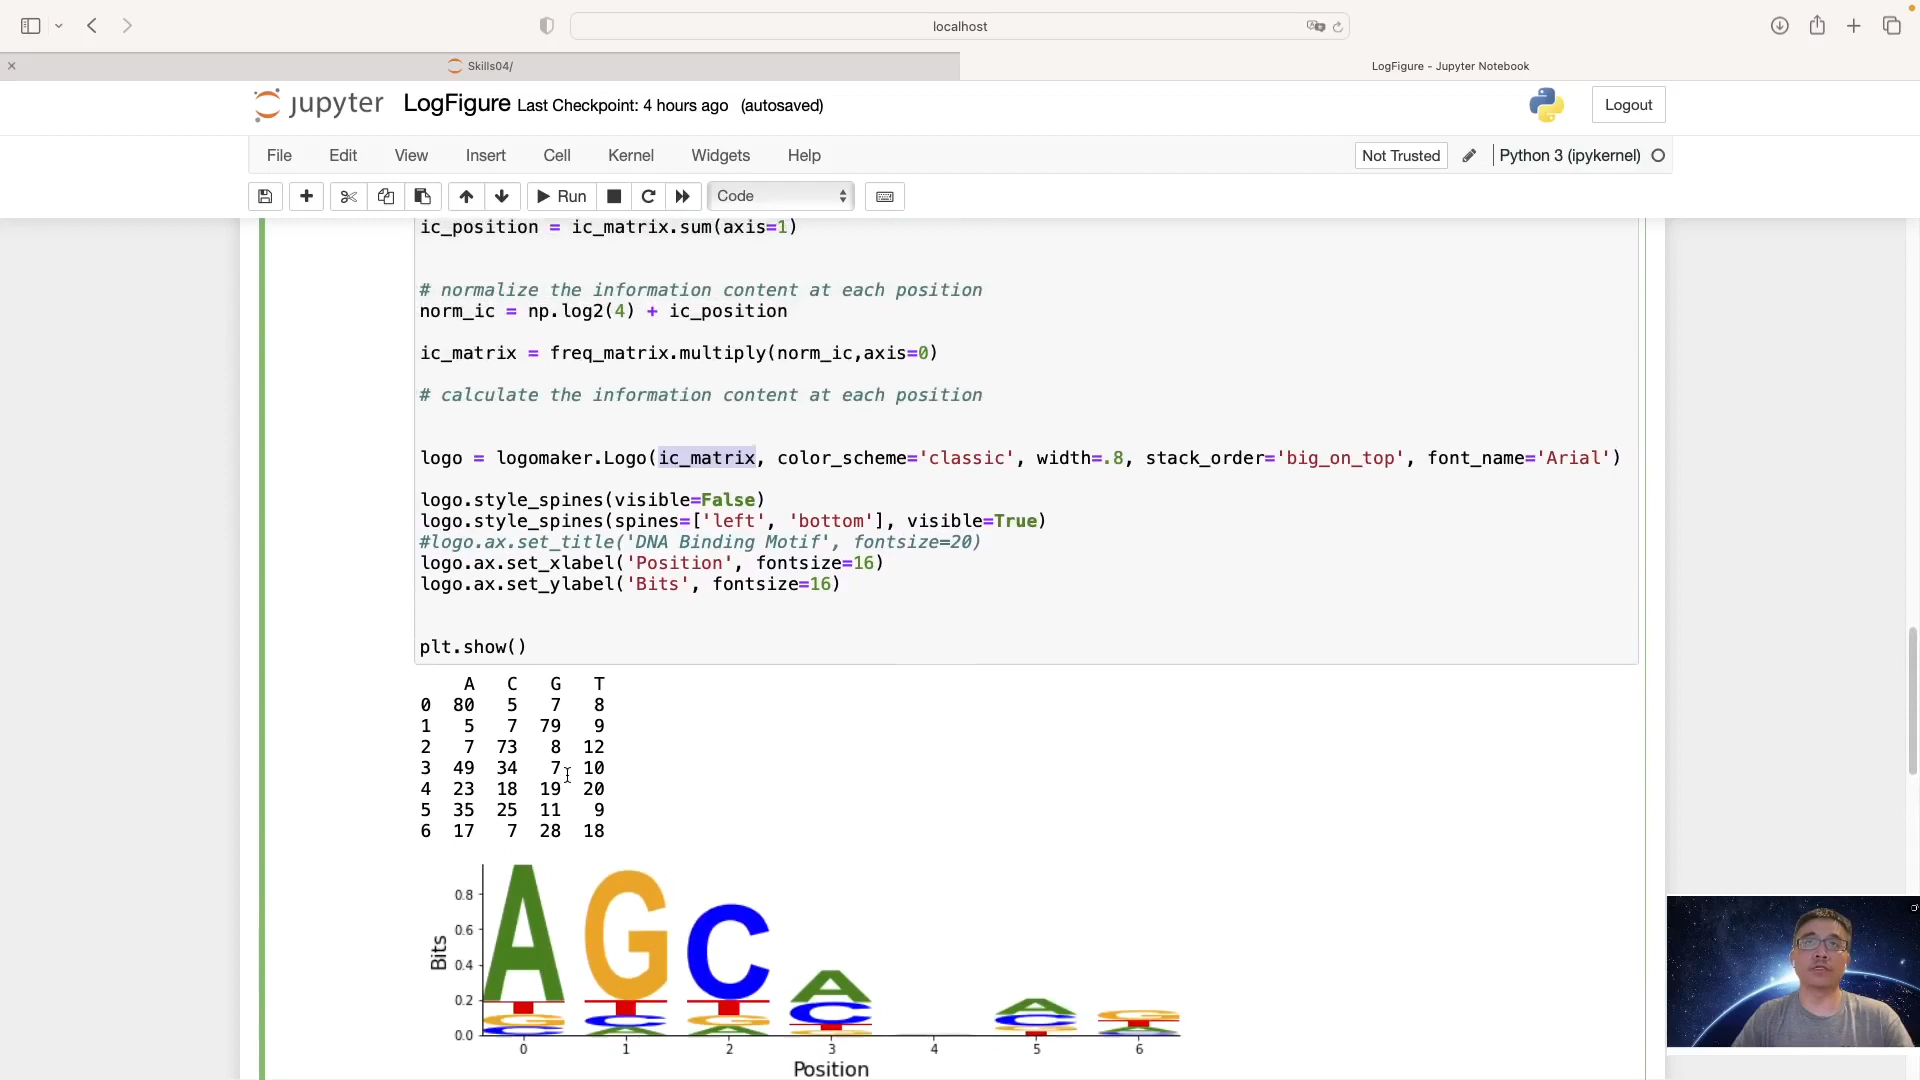 localhost
Skills04/
LogFigure - Jupyter Notebook
jupyter LogFigure Last Checkpoint: 4 hours ago (autosaved)
Logout
File Edit View Insert Cell Kernel Widgets Help
Not Trusted Python 3 (ipykernel)
Run Code
ic_position = ic_matrix.sum(axis=1)
# normalize the information content at each position
norm_ic = np.log2(4) + ic_position
ic_matrix = freq_matrix.multiply(norm_ic,axis=0)
# calculate the information content at each position
logo = logomaker.Logo(ic_matrix, color_scheme='classic', width=.8, stack_order='big_on_top', font_name='Arial')
logo.style_spines(visible=False)
logo.style_spines(spines=['left', 'bottom'], visible=True)
#logo.ax.set_title('DNA Binding Motif', fontsize=20)
logo.ax.set_xlabel('Position', fontsize=16)
logo.ax.set_ylabel('Bits', fontsize=16)
plt.show()
A C G T
0 80 5 7 8
1 5 7 79 9
2 7 73 8 12
3 49 34 7 10
4 23 18 19 20
5 35 25 11 9
6 17 7 28 18
Bits
0.8
0.6
0.4
0.2
0.0
A T G C
G T C A
C T G A
A C T G
A C G T
G T A
0 1 2 3 4 5 6
Position